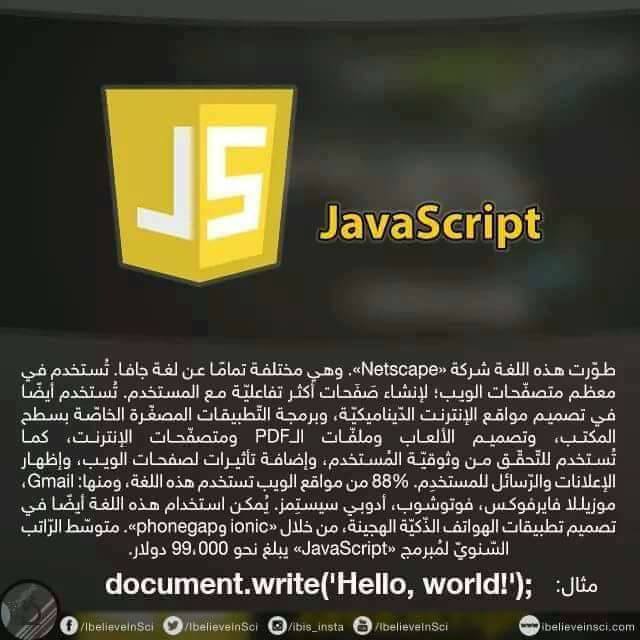 JS
JavaScript
طوّرت هذه اللغة شركة «Netscape». وهي مختلفة تمامًا عن لغة جافا. تُستخدم في
معظم متصفّحات الويب؛ لإنشاء صَفَحات أكثر تفاعليّة مع المستخدم. تُستخدم أيضًا
في تصميم مواقع الإنترنت الدّيناميكيّة، وبرمجة التّطبيقات المصغّرة الخاصّة بسطح
المكتب، وتصميم الألعاب وملفّات الـPDF ومتصفّحات الإنترنت، كما
تُستخدم للتّحقّق من وثوقيّة المُستخدم، وإضافة تأثيرات لصفحات الويب، وإظهار
الإعلانات والرّسائل للمستخدِم. 88% من مواقع الويب تستخدم هذه اللغة، ومنها: Gmail،
موزيللا فايرفوكس، فوتوشوب، أدوبي سيستِمز. يُمكن استخدام هذه اللغة أيضًا في
تصميم تطبيقات الهواتف الذكيّة الهجينة، من خلال «ionic وphonegap». متوسّط الرّاتب
السّنويّ لمُبرمج «JavaScript» يبلغ نحو 99،000 دولار.
مثال: document.write('Hello, world!');
/IbelieveInSci /IbelieveInSci @ibis_insta /IbelieveInSci www.ibelieveinsci.com